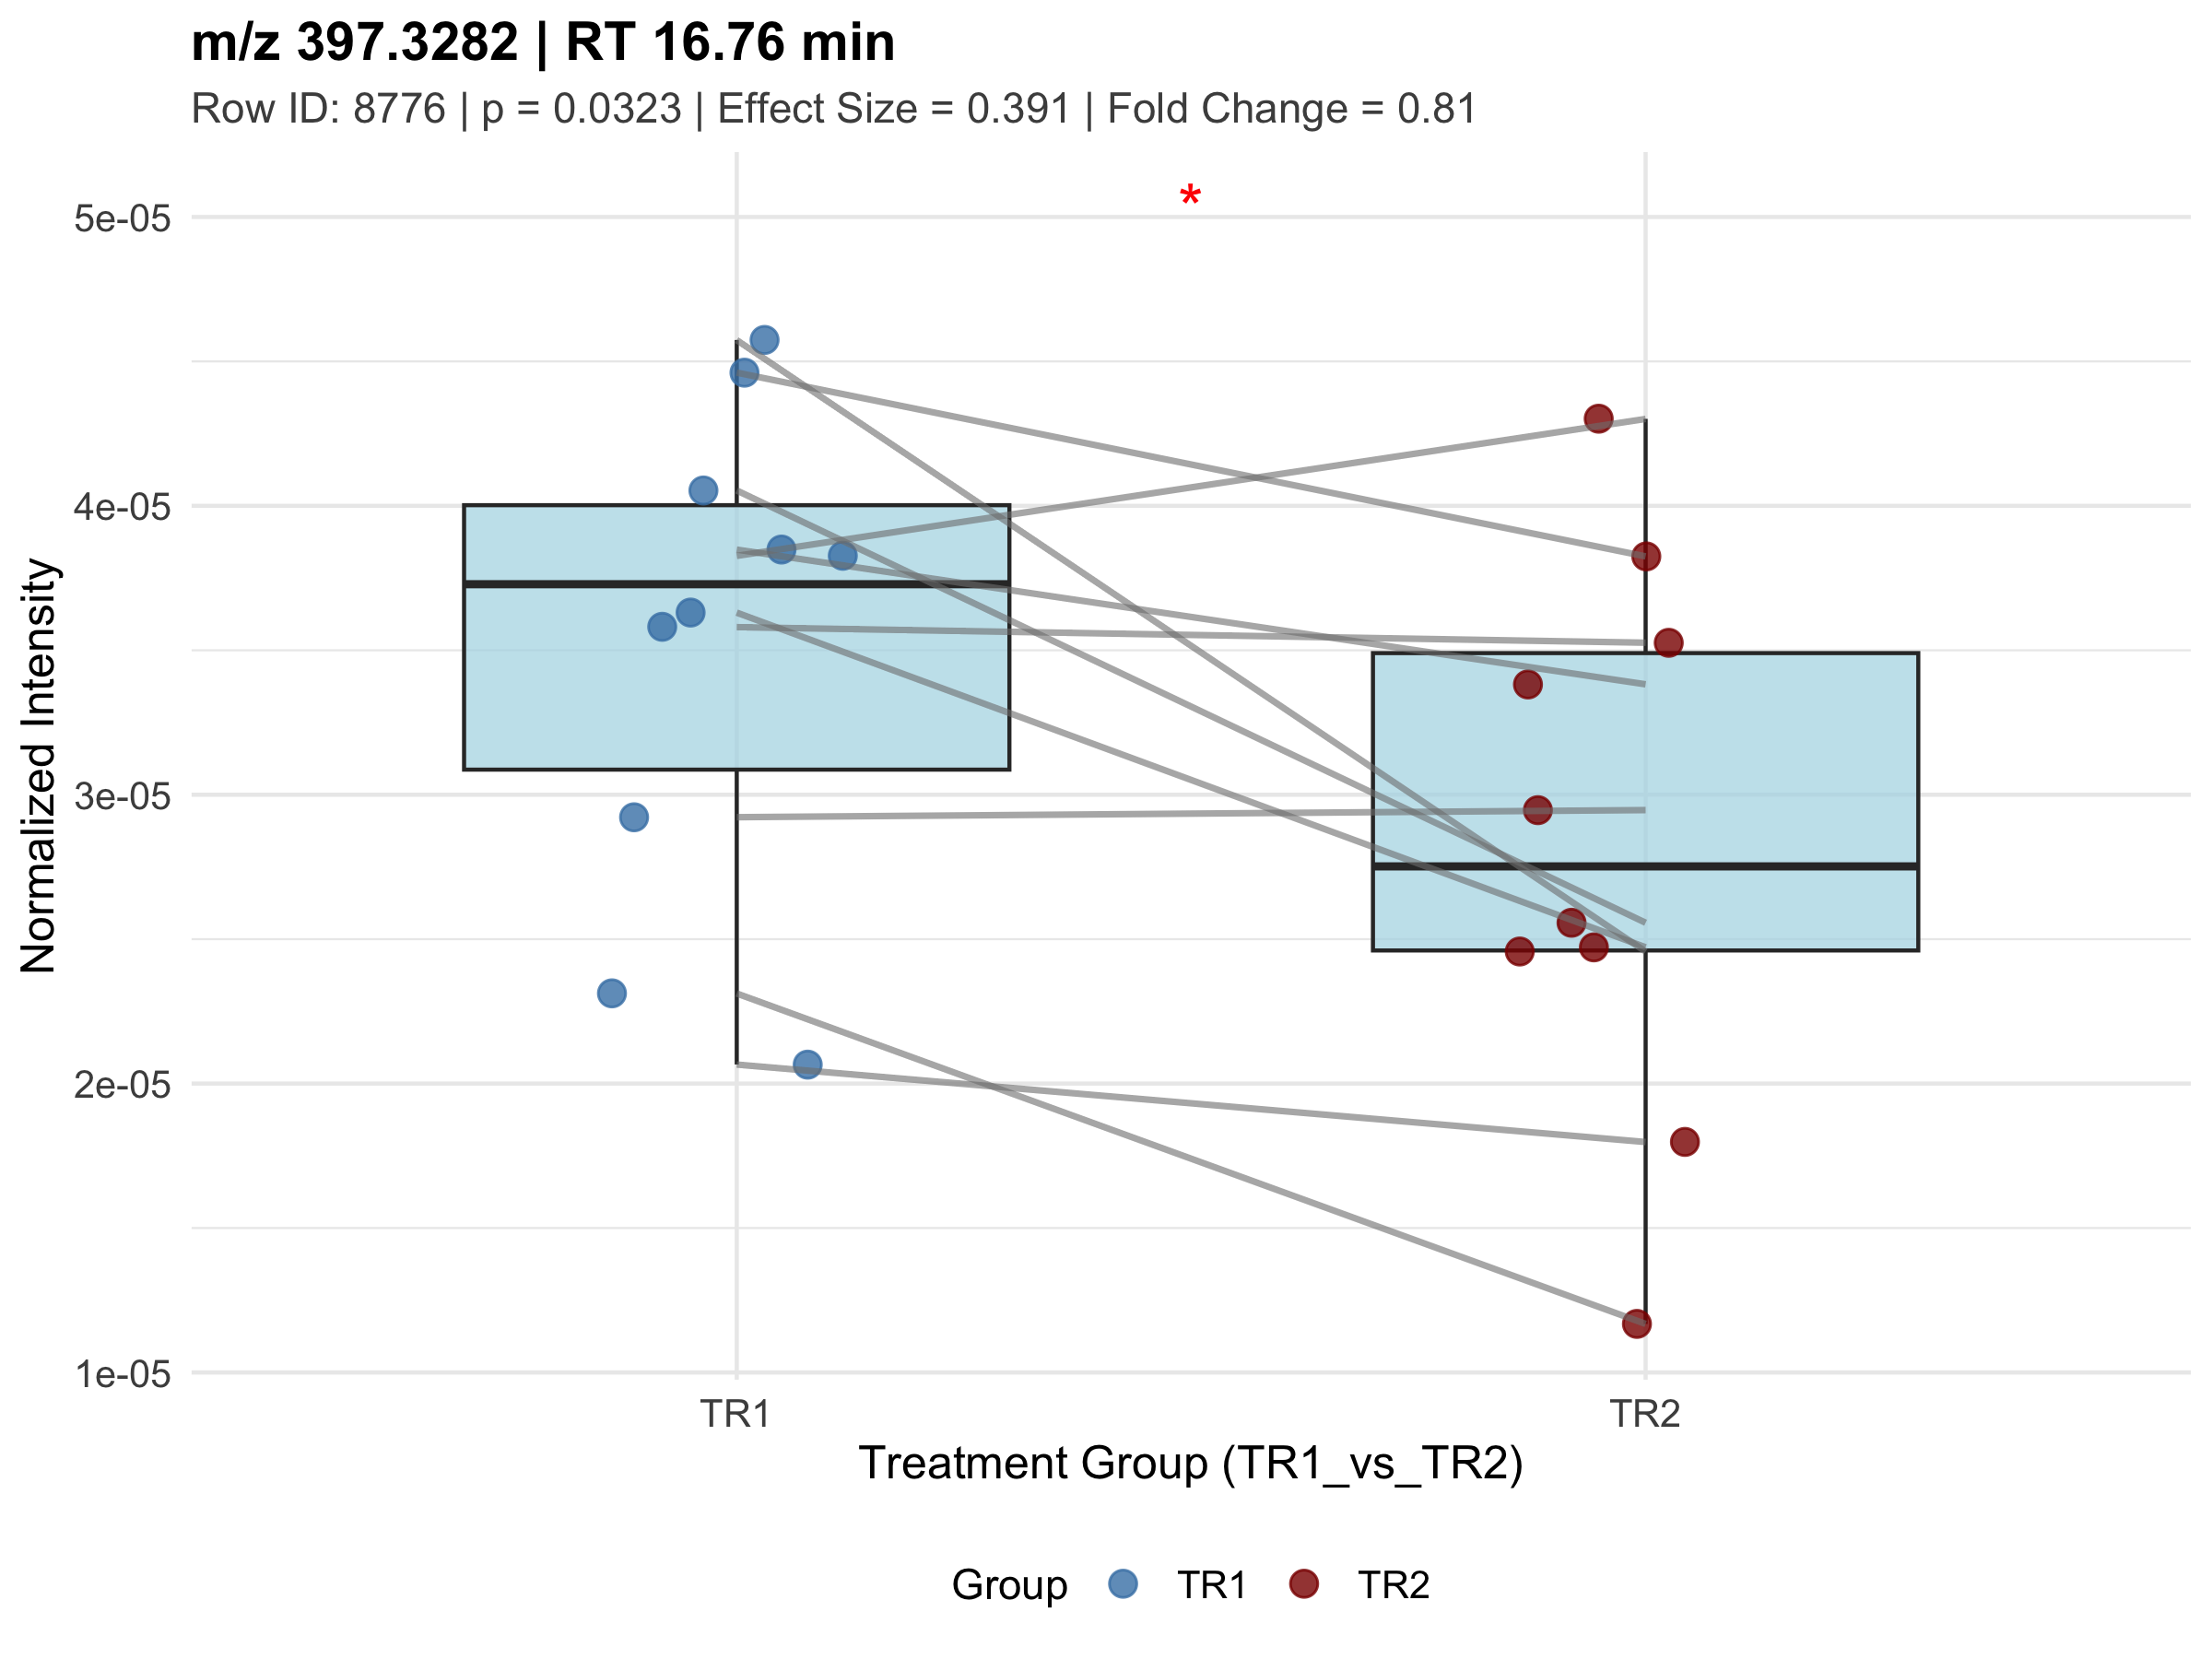 m/z 397.3282 | RT 16.76 min
Row ID: 8776 | p = 0.0323 | Effect Size = 0.391 | Fold Change = 0.81
*
5e-05
4e-05
3e-05
2e-05
1e-05
Normalized Intensity
TR1 TR2
Treatment Group (TR1_vs_TR2)
Group TR1 TR2